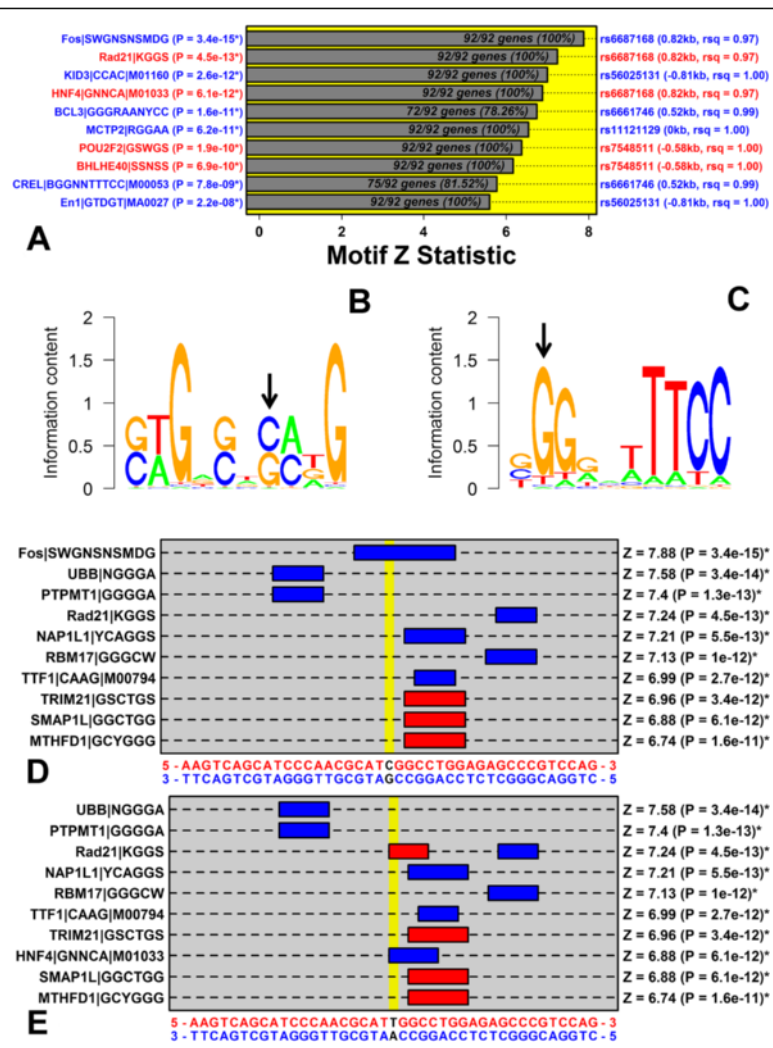 Fos|SWGNSNSMDG (P = 3.4e-15*) 92/92 genes (100%) rs6687168 (0.82kb, rsq = 0.97)
Rad21|KGGS (P = 4.5e-13*) 92/92 genes (100%) rs6687168 (0.82kb, rsq = 0.97)
KID3|CCAC|M01160 (P = 2.6e-12*) 92/92 genes (100%) rs56025131 (-0.81kb, rsq = 1.00)
HNF4|GNNCA|M01033 (P = 6.1e-12*) 92/92 genes (100%) rs6687168 (0.82kb, rsq = 0.97)
BCL3|GGGRAANYCC (P = 1.6e-11*) 72/92 genes (78.26%) rs6661746 (0.52kb, rsq = 0.99)
MCTP2|RGGAA (P = 6.2e-11*) 92/92 genes (100%) rs11121129 (0kb, rsq = 1.00)
POU2F2|GSWGS (P = 1.9e-10*) 92/92 genes (100%) rs7548511 (-0.58kb, rsq = 1.00)
BHLHE40|SSNSS (P = 6.9e-10*) 92/92 genes (100%) rs7548511 (-0.58kb, rsq = 1.00)
CREL|BGGNNTTTCC|M00053 (P = 7.8e-09*) 75/92 genes (81.52%) rs6661746 (0.52kb, rsq = 0.99)
En1|GTDGT|MA0027 (P = 2.2e-08*) 92/92 genes (100%) rs56025131 (-0.81kb, rsq = 1.00)
0 2 4 6 8
A Motif Z Statistic
B
Information content
2
1.5
1
0.5
0
C
Information content
2
1.5
1
0.5
0
Fos|SWGNSNSMDG Z = 7.88 (P = 3.4e-15)*
UBB|NGGGA Z = 7.58 (P = 3.4e-14)*
PTPMT1|GGGGA Z = 7.4 (P = 1.3e-13)*
Rad21|KGGS Z = 7.24 (P = 4.5e-13)*
NAP1L1|YCAGGS Z = 7.21 (P = 5.5e-13)*
RBM17|GGGCW Z = 7.13 (P = 1e-12)*
TTF1|CAAG|M00794 Z = 6.99 (P = 2.7e-12)*
TRIM21|GSCTGS Z = 6.96 (P = 3.4e-12)*
SMAP1L|GGCTGG Z = 6.88 (P = 6.1e-12)*
MTHFD1|GCYGGG Z = 6.74 (P = 1.6e-11)*
5 - AAGTCAGCATCCCAACGCATCGGCCTGGAGAGCCCGTCCAG - 3
D 3 - TTCAGTCGTAGGGTTGCGTAGCCGGACCTCTCGGGCAGGTC - 5
UBB|NGGGA Z = 7.58 (P = 3.4e-14)*
PTPMT1|GGGGA Z = 7.4 (P = 1.3e-13)*
Rad21|KGGS Z = 7.24 (P = 4.5e-13)*
NAP1L1|YCAGGS Z = 7.21 (P = 5.5e-13)*
RBM17|GGGCW Z = 7.13 (P = 1e-12)*
TTF1|CAAG|M00794 Z = 6.99 (P = 2.7e-12)*
TRIM21|GSCTGS Z = 6.96 (P = 3.4e-12)*
HNF4|GNNCA|M01033 Z = 6.88 (P = 6.1e-12)*
SMAP1L|GGCTGG Z = 6.88 (P = 6.1e-12)*
MTHFD1|GCYGGG Z = 6.74 (P = 1.6e-11)*
5 - AAGTCAGCATCCCAACGCATTGGCCTGGAGAGCCCGTCCAG - 3
E 3 - TTCAGTCGTAGGGTTGCGTAACCGGACCTCTCGGGCAGGTC - 5